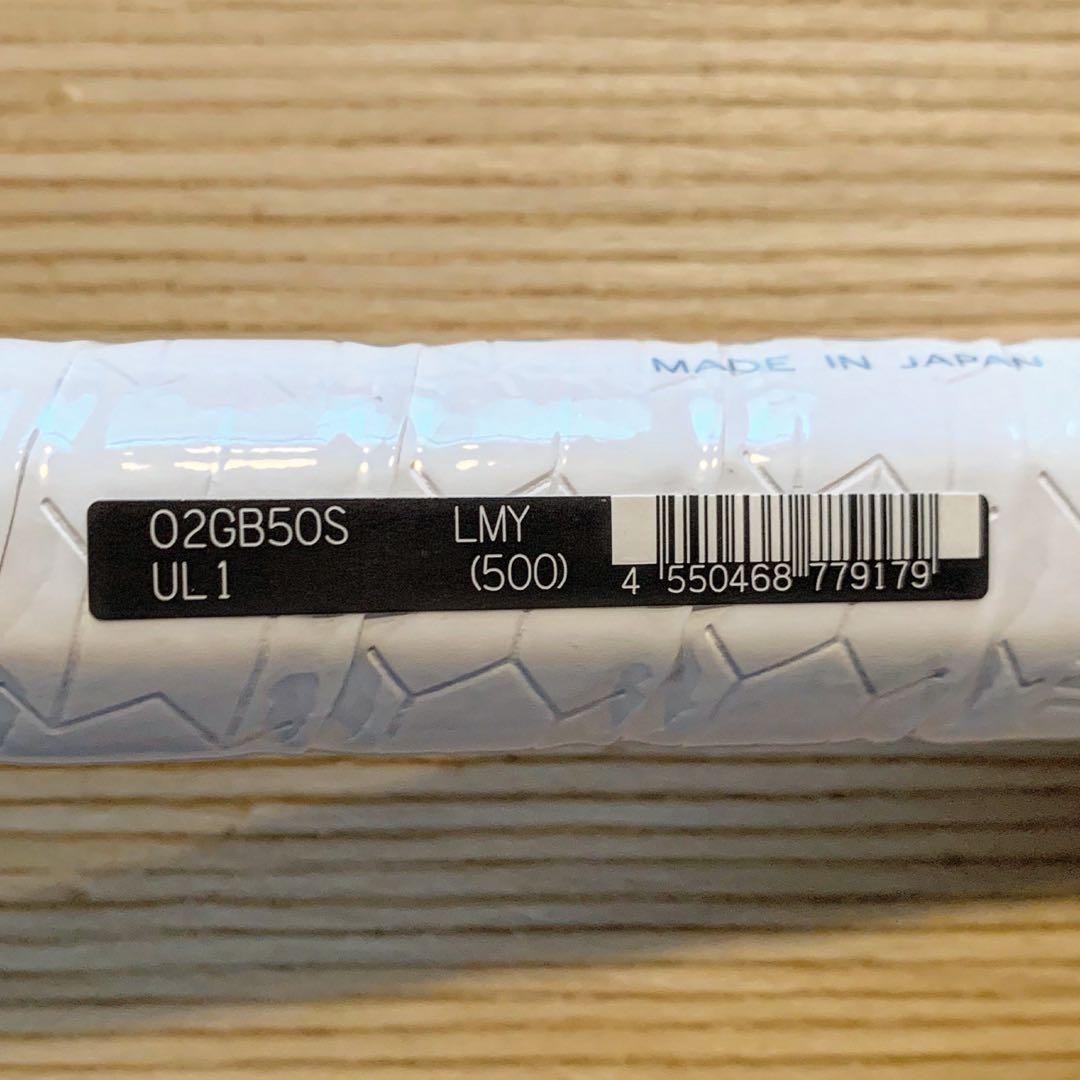 MADE IN JAPAN
02GB50S LMY
UL1 (500)
4 550468 779179